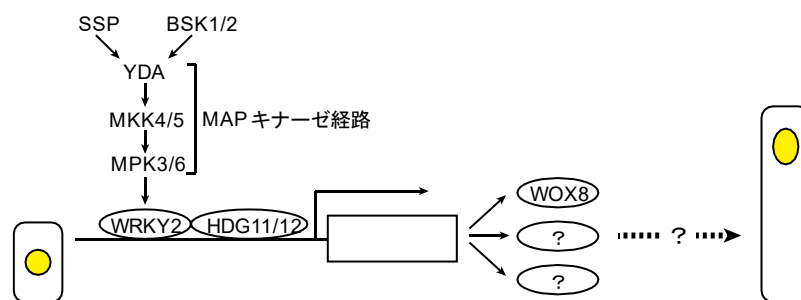 SSP BSK1/2
YDA
MKK4/5 MAPキナーゼ経路
MPK3/6
WOX8
WRKY2 HDG11/12
? ?
?